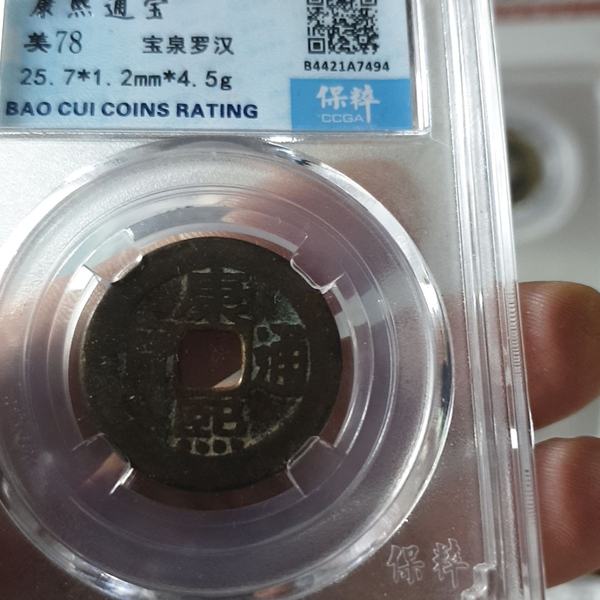 康熙通宝
美78 宝泉罗汉
25.7*1.2mm*4.5g
BAO CUI COINS RATING
B4421A7494
保粹
CCGA
康
通
熙
保粹